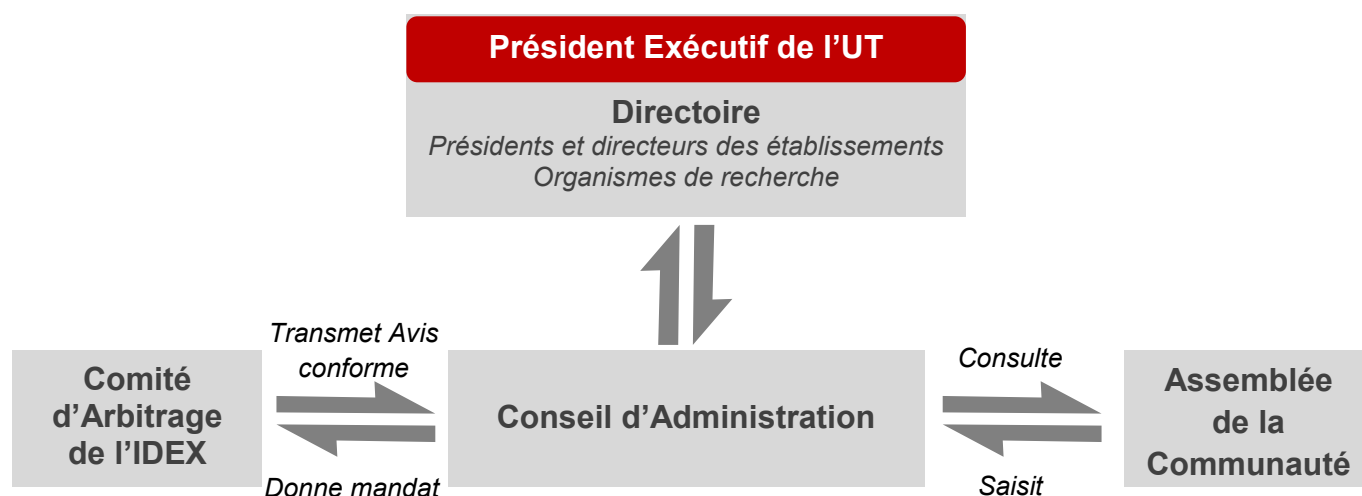 Président Exécutif de l’UT
Directoire
Présidents et directeurs des établissements
Organismes de recherche
Transmet Avis
conforme
Comité
d’Arbitrage
de l’IDEX
Donne mandat
Conseil d’Administration
Consulte
Saisit
Assemblée
de la
Communauté